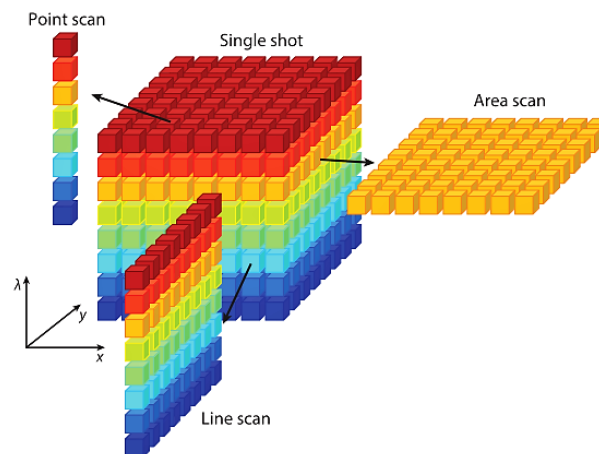 Point scan
Single shot
Area scan
λ
y
x
Line scan